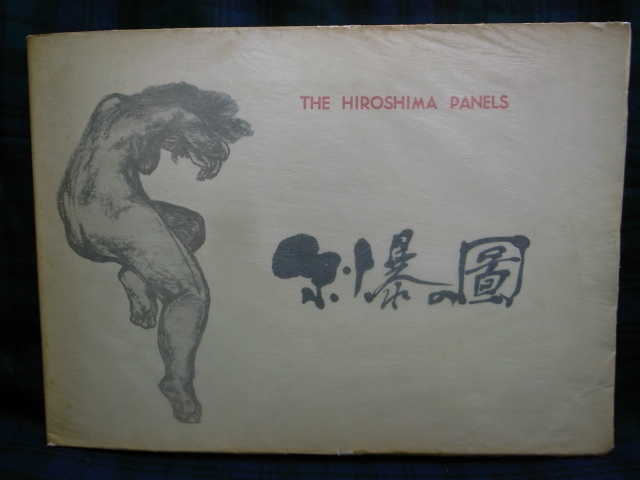 THE HIROSHIMA PANELS
原爆の圖